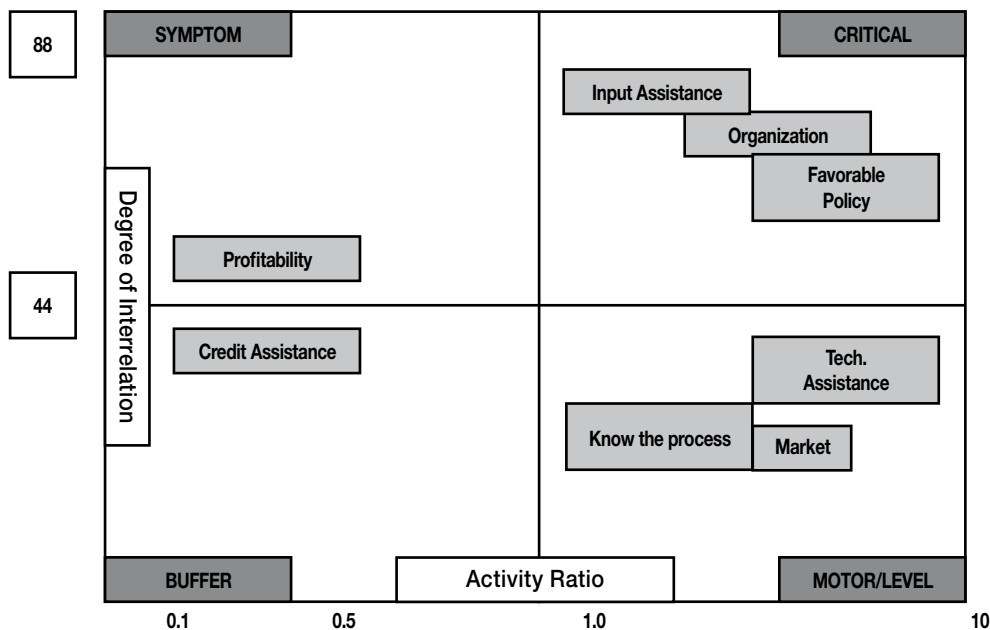 88
SYMPTOM
CRITICAL
Input Assistance
Organization
Favorable
Policy
Degree of Interrelation
Profitability
44
Credit Assistance
Tech.
Assistance
Know the process
Market
BUFFER
Activity Ratio
MOTOR/LEVEL
0.1
0.5
1.0
10